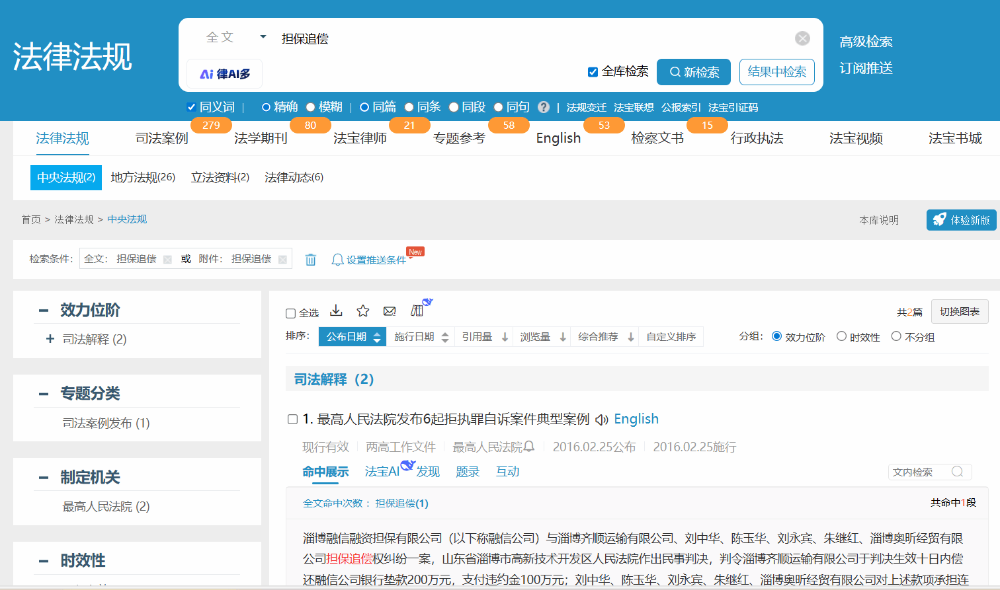 法律法规
全文 担保追偿
高级检索
订阅推送
Ai 律AI多
全库检索 新检索 结果中检索
同义词 | 精确 模糊 | 同篇 同条 同段 同句 ? | 法规变迁 法宝联想 公报索引 法宝引证码
279 80 21 58 53 15
法律法规 司法案例 法学期刊 法宝律师 专题参考 English 检察文书 行政执法 法宝视频 法宝书城
中央法规(2) 地方法规(26) 立法资料(2) 法律动态(6)
首页 > 法律法规 > 中央法规
本库说明 体验新版
检索条件： 全文： 担保追偿 或 附件： 担保追偿 设置推送条件 New
效力位阶
司法解释 (2)
专题分类
司法案例发布 (1)
制定机关
最高人民法院 (2)
时效性
全选
共2篇 切换图表
排序： 公布日期 施行日期 引用量 浏览量 综合推荐 自定义排序 分组： 效力位阶 时效性 不分组
司法解释（2）
1. 最高人民法院发布6起拒执罪自诉案件典型案例 English
现行有效 两高工作文件 最高人民法院 2016.02.25公布 2016.02.25施行
命中展示 法宝AI 发现 题录 互动 文内检索
全文命中次数 ： 担保追偿(1) 共命中1段
淄博融信融资担保有限公司（以下称融信公司）与淄博齐顺运输有限公司、刘中华、陈玉华、刘永宾、朱继红、淄博奥昕经贸有限
公司担保追偿权纠纷一案，山东省淄博市高新技术开发区人民法院作出民事判决，判令淄博齐顺运输有限公司于判决生效十日内偿
还融信公司银行垫款200万元，支付违约金100万元；刘中华、陈玉华、刘永宾、朱继红、淄博奥昕经贸有限公司对上述款项承担连